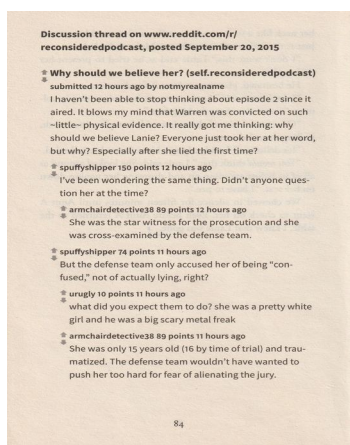 Discussion thread on www.reddit.com/r/
reconsideredpodcast, posted September 20, 2015
Why should we believe her? (self.reconsideredpodcast)
submitted 12 hours ago by notmyrealname
I haven't been able to stop thinking about episode 2 since it
aired. It blows my mind that Warren was convicted on such
~little~ physical evidence. It really got me thinking: why
should we believe Lanie? Everyone just took her at her word,
but why? Especially after she lied the first time?
spuffyshipper 150 points 12 hours ago
I've been wondering the same thing. Didn't anyone ques-
tion her at the time?
armchairdetective38 89 points 12 hours ago
She was the star witness for the prosecution and she
was cross-examined by the defense team.
spuffyshipper 74 points 11 hours ago
But the defense team only accused her of being "con-
fused," not of actually lying, right?
urugly 10 points 11 hours ago
what did you expect them to do? she was a pretty white
girl and he was a big scary metal freak
armchairdetective38 89 points 11 hours ago
She was only 15 years old (16 by time of trial) and trau-
matized. The defense team wouldn't have wanted to
push her too hard for fear of alienating the jury.
84